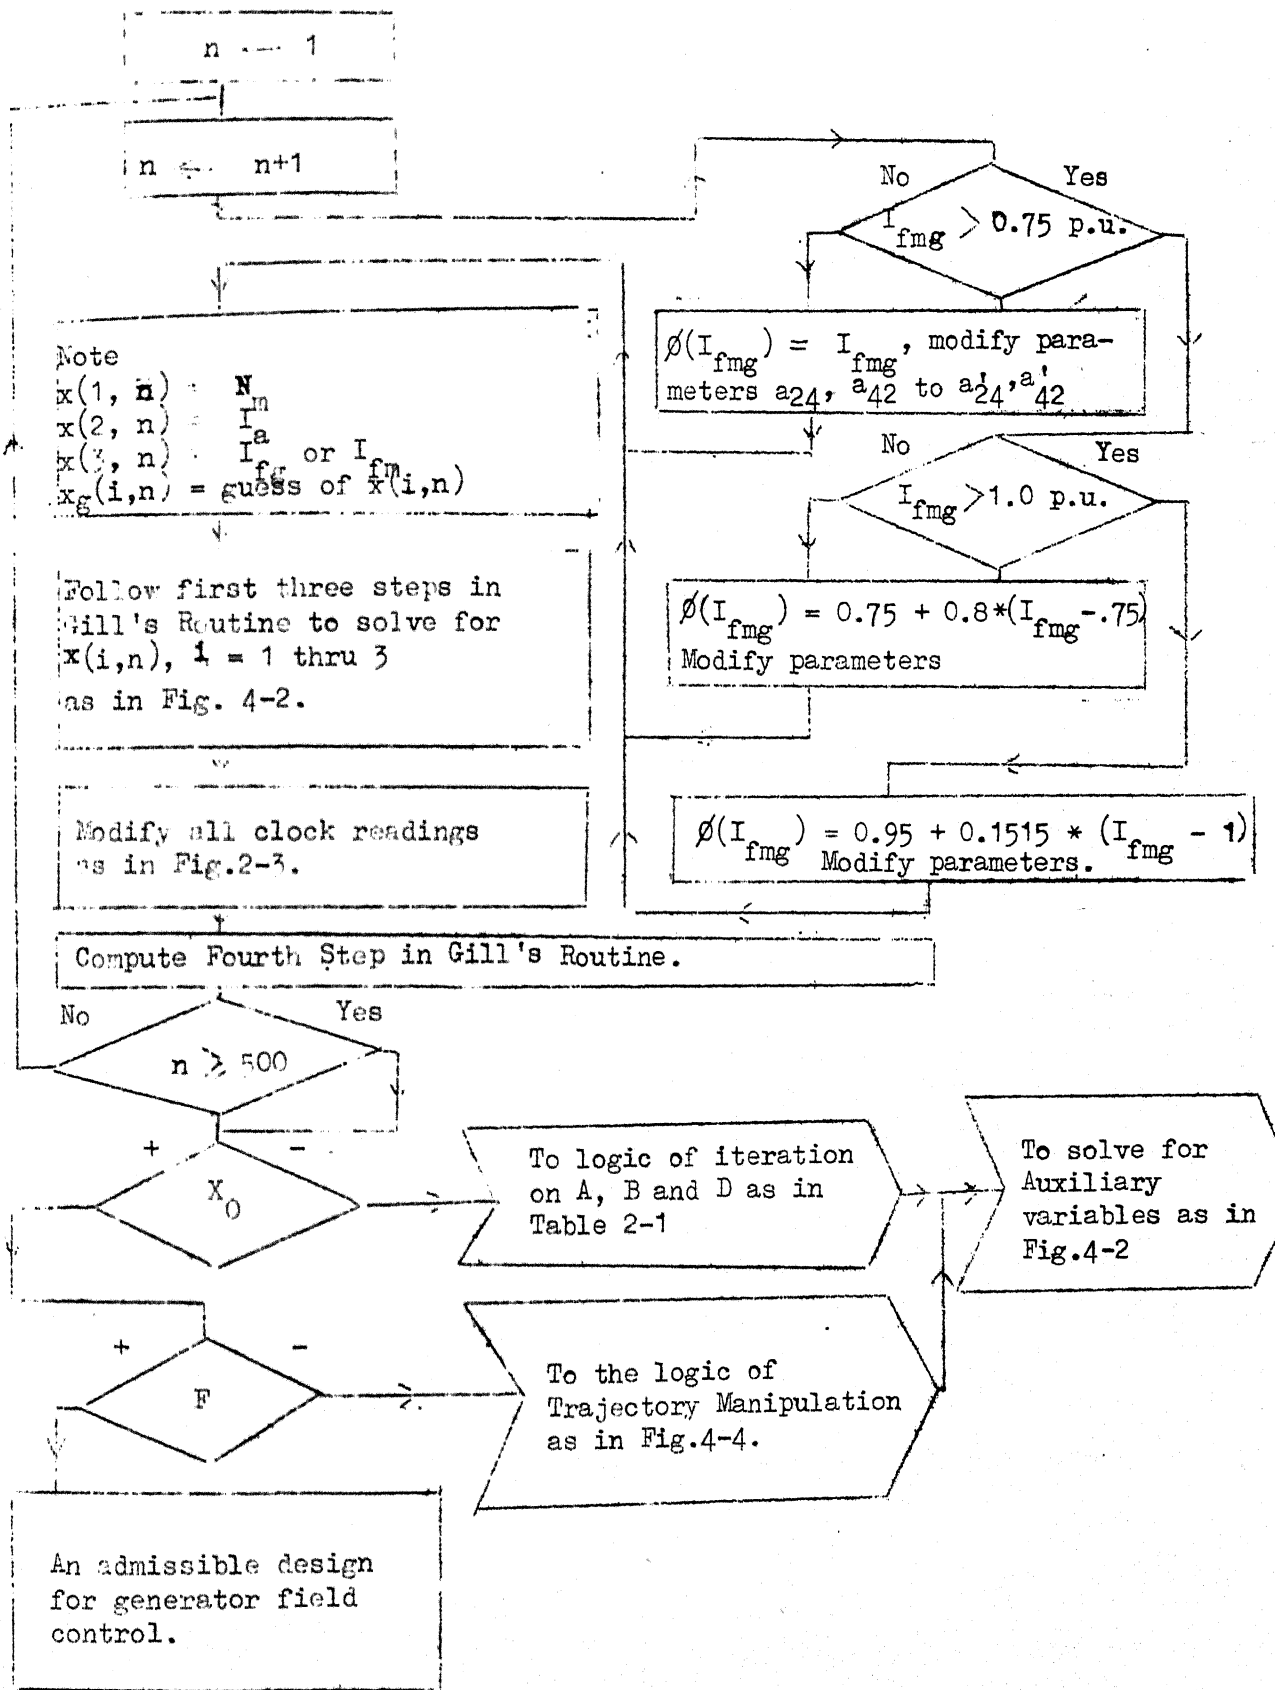 n ← 1
n ← n+1
No Yes
I_fmg > 0.75 p.u.
ø(I_fmg) = I_fmg, modify para-
meters a24, a42 to a'24, a'42
No Yes
I_fmg > 1.0 p.u.
ø(I_fmg) = 0.75 + 0.8*(I_fmg-.75)
Modify parameters
ø(I_fmg) = 0.95 + 0.1515 * (I_fmg - 1)
Modify parameters.
Note
x(1, n) = N_m
x(2, n) = I_a
x(3, n) = I_fg or I_fm
x_g(i,n) = guess of x(i,n)
Follow first three steps in
Gill's Routine to solve for
x(i,n), i = 1 thru 3
as in Fig. 4-2.
Modify all clock readings
as in Fig.2-3.
Compute Fourth Step in Gill's Routine.
No Yes
n ≥ 500
+ -
X_0
To logic of iteration
on A, B and D as in
Table 2-1
To solve for
Auxiliary
variables as in
Fig.4-2
+ -
F
To the logic of
Trajectory Manipulation
as in Fig.4-4.
An admissible design
for generator field
control.